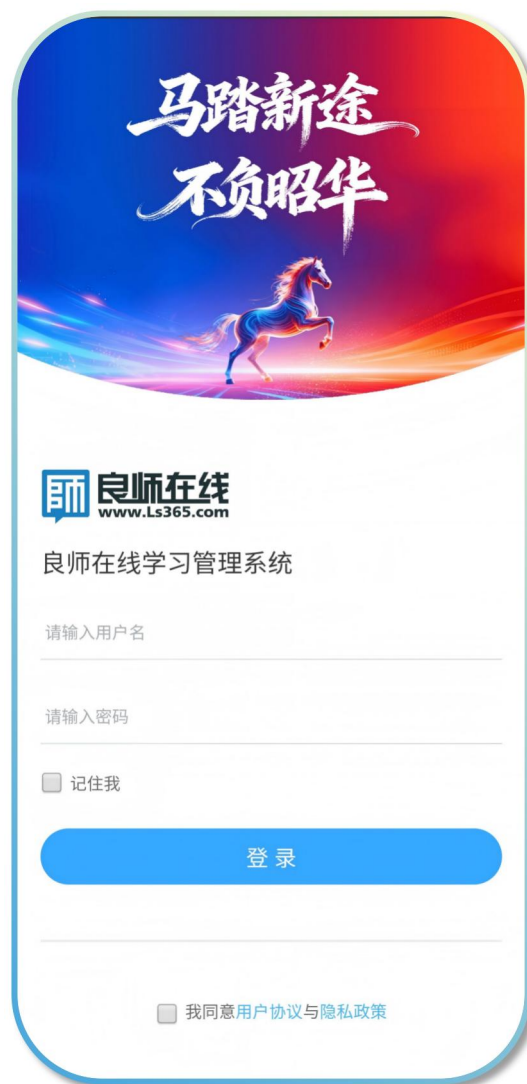 马踏新途
不负昭华
師 良师在线
www.Ls365.com
良师在线学习管理系统
请输入用户名
请输入密码
记住我
登录
我同意用户协议与隐私政策